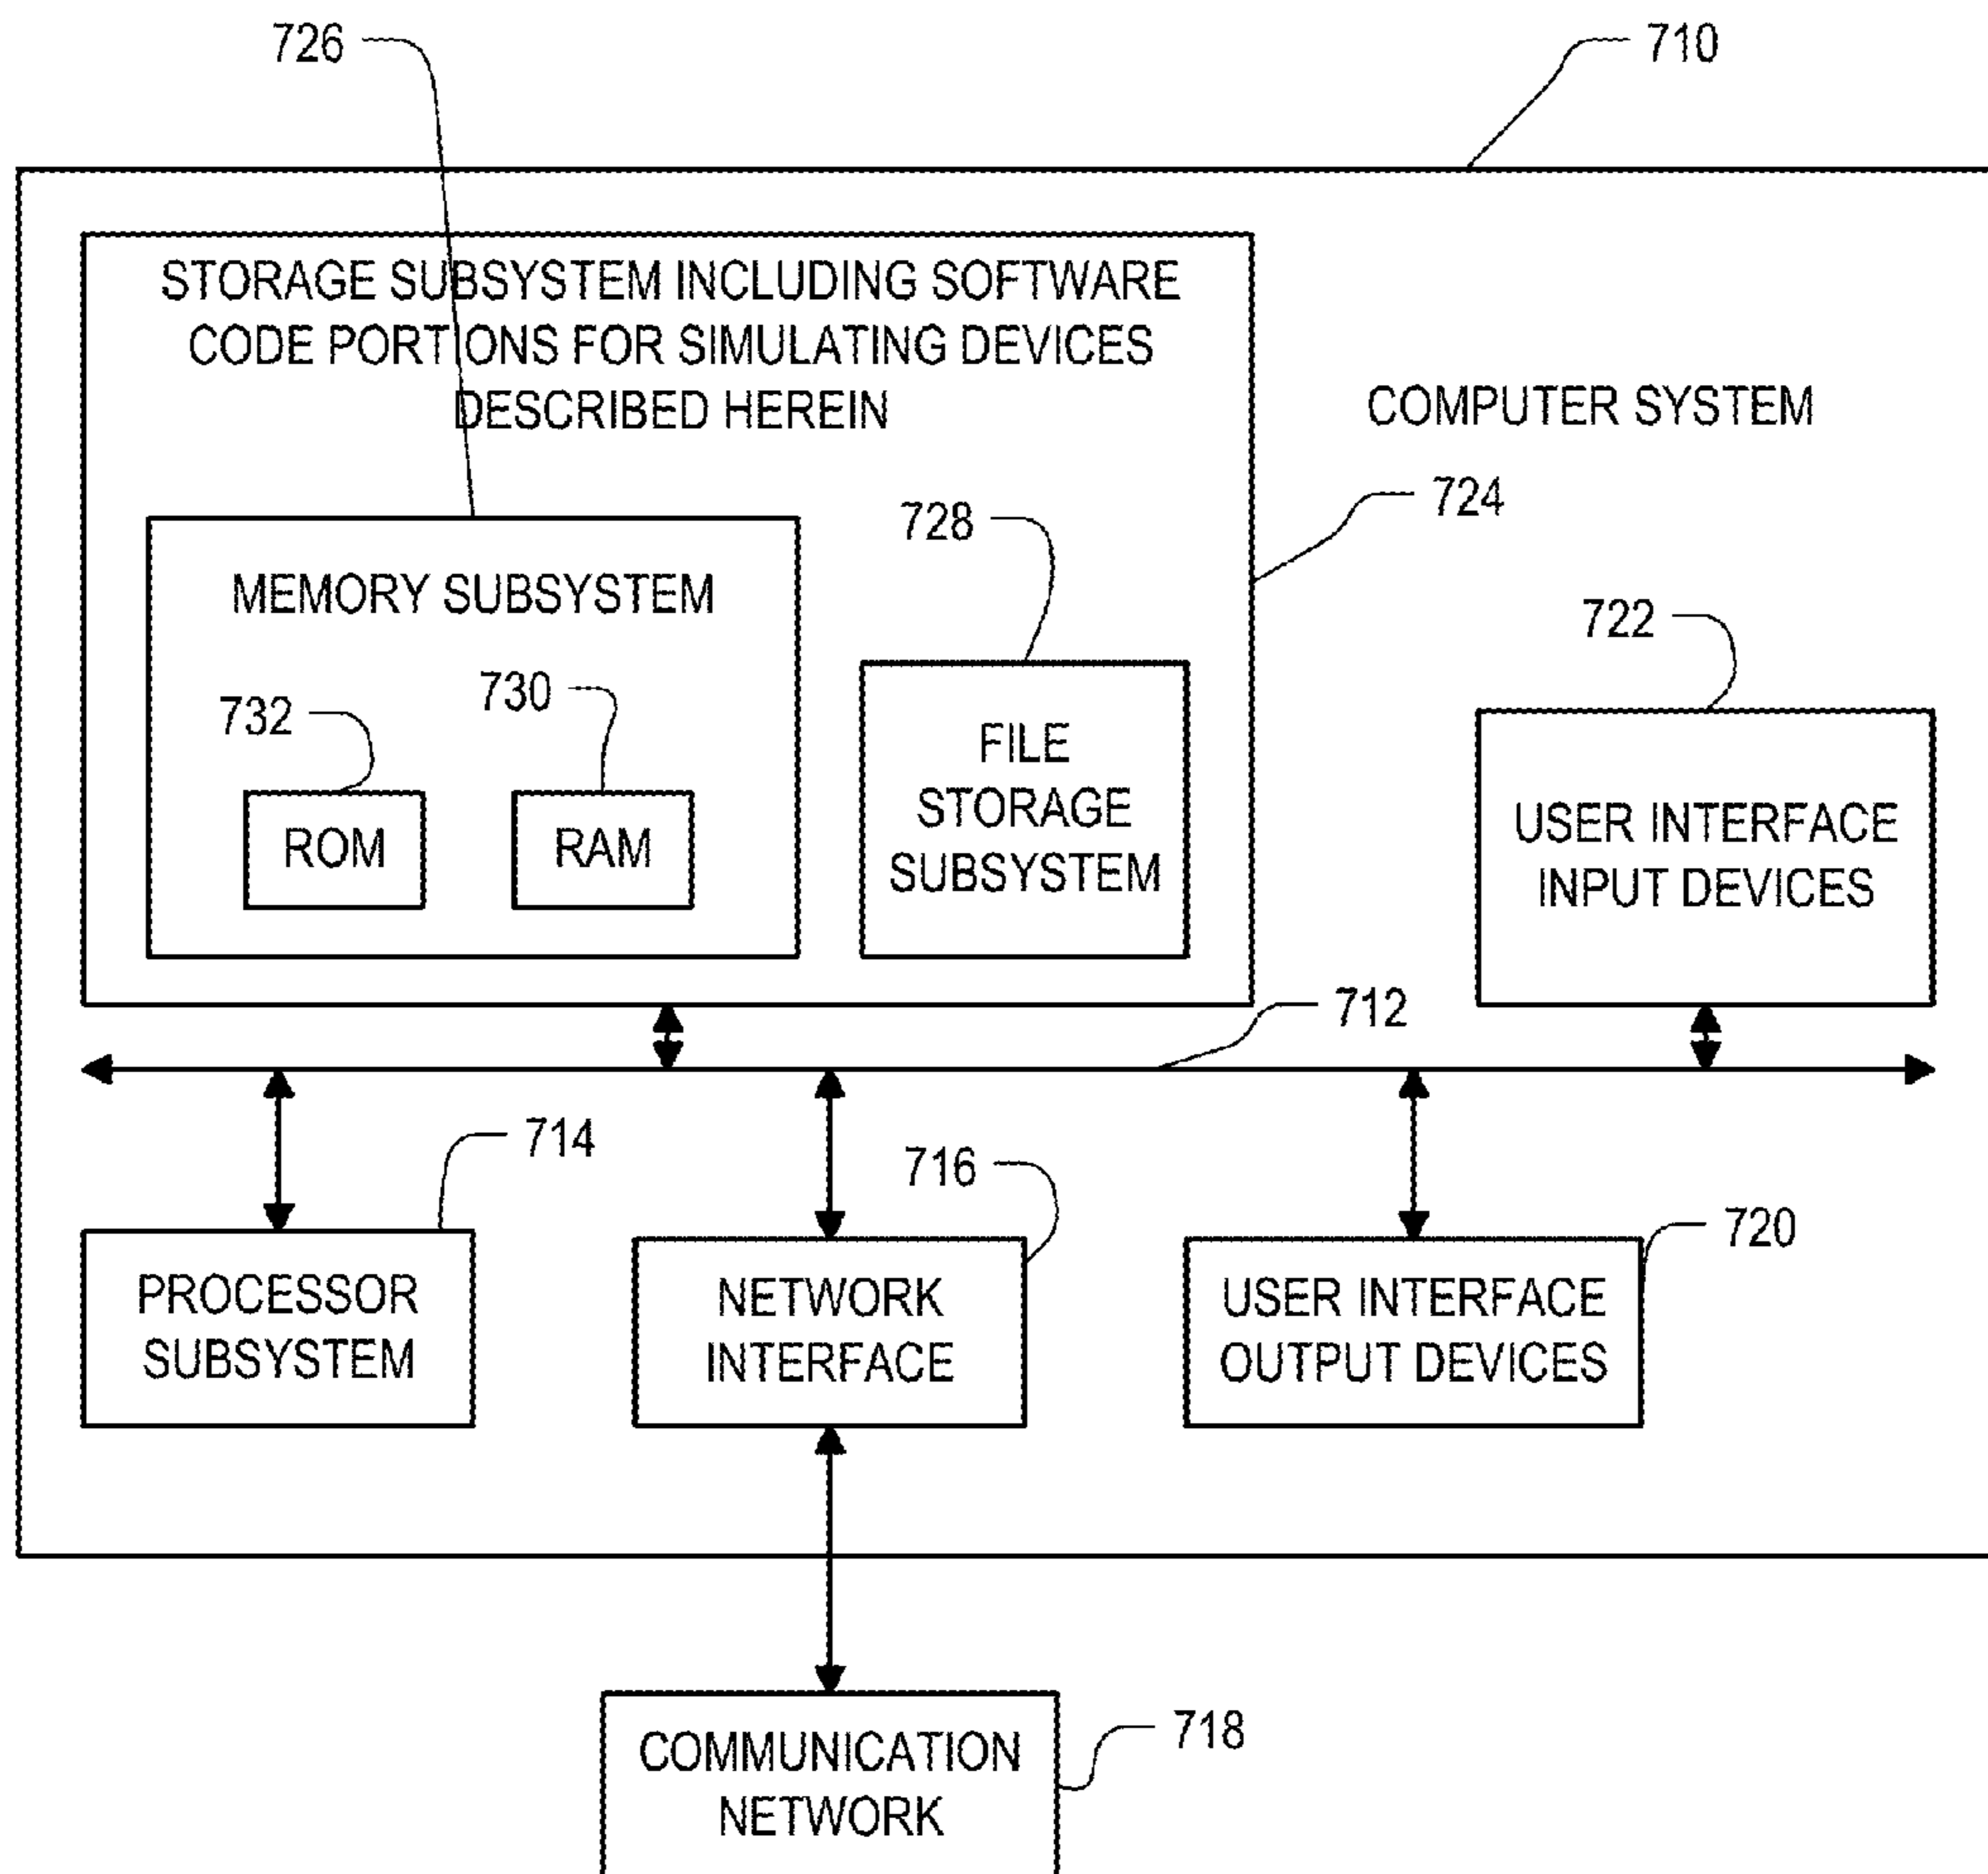 726
710
STORAGE SUBSYSTEM INCLUDING SOFTWARE
CODE PORTIONS FOR SIMULATING DEVICES
DESCRIBED HEREIN
COMPUTER SYSTEM
724
728
MEMORY SUBSYSTEM
722
732
730
FILE
STORAGE
SUBSYSTEM
ROM
RAM
USER INTERFACE
INPUT DEVICES
712
714
716
720
PROCESSOR
SUBSYSTEM
NETWORK
INTERFACE
USER INTERFACE
OUTPUT DEVICES
718
COMMUNICATION
NETWORK